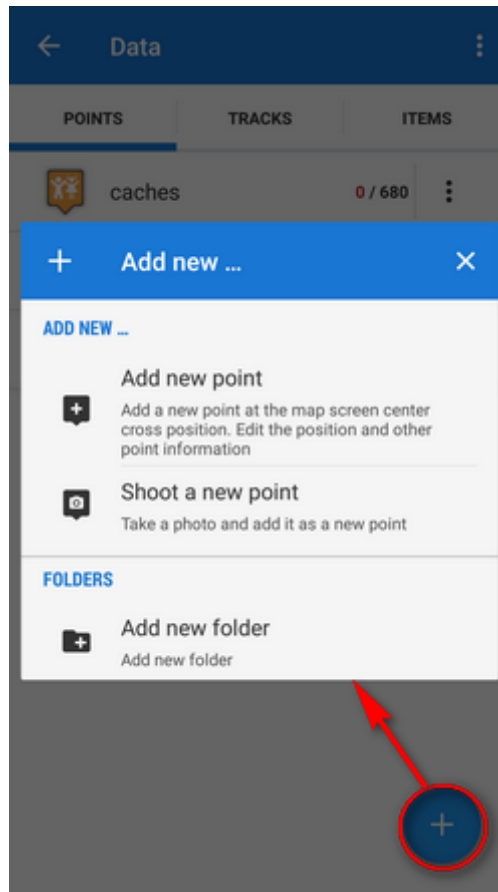 Data
POINTS TRACKS ITEMS
caches 0 / 680
Add new ...
ADD NEW ...
Add new point
Add a new point at the map screen center
cross position. Edit the position and other
point information
Shoot a new point
Take a photo and add it as a new point
FOLDERS
Add new folder
Add new folder